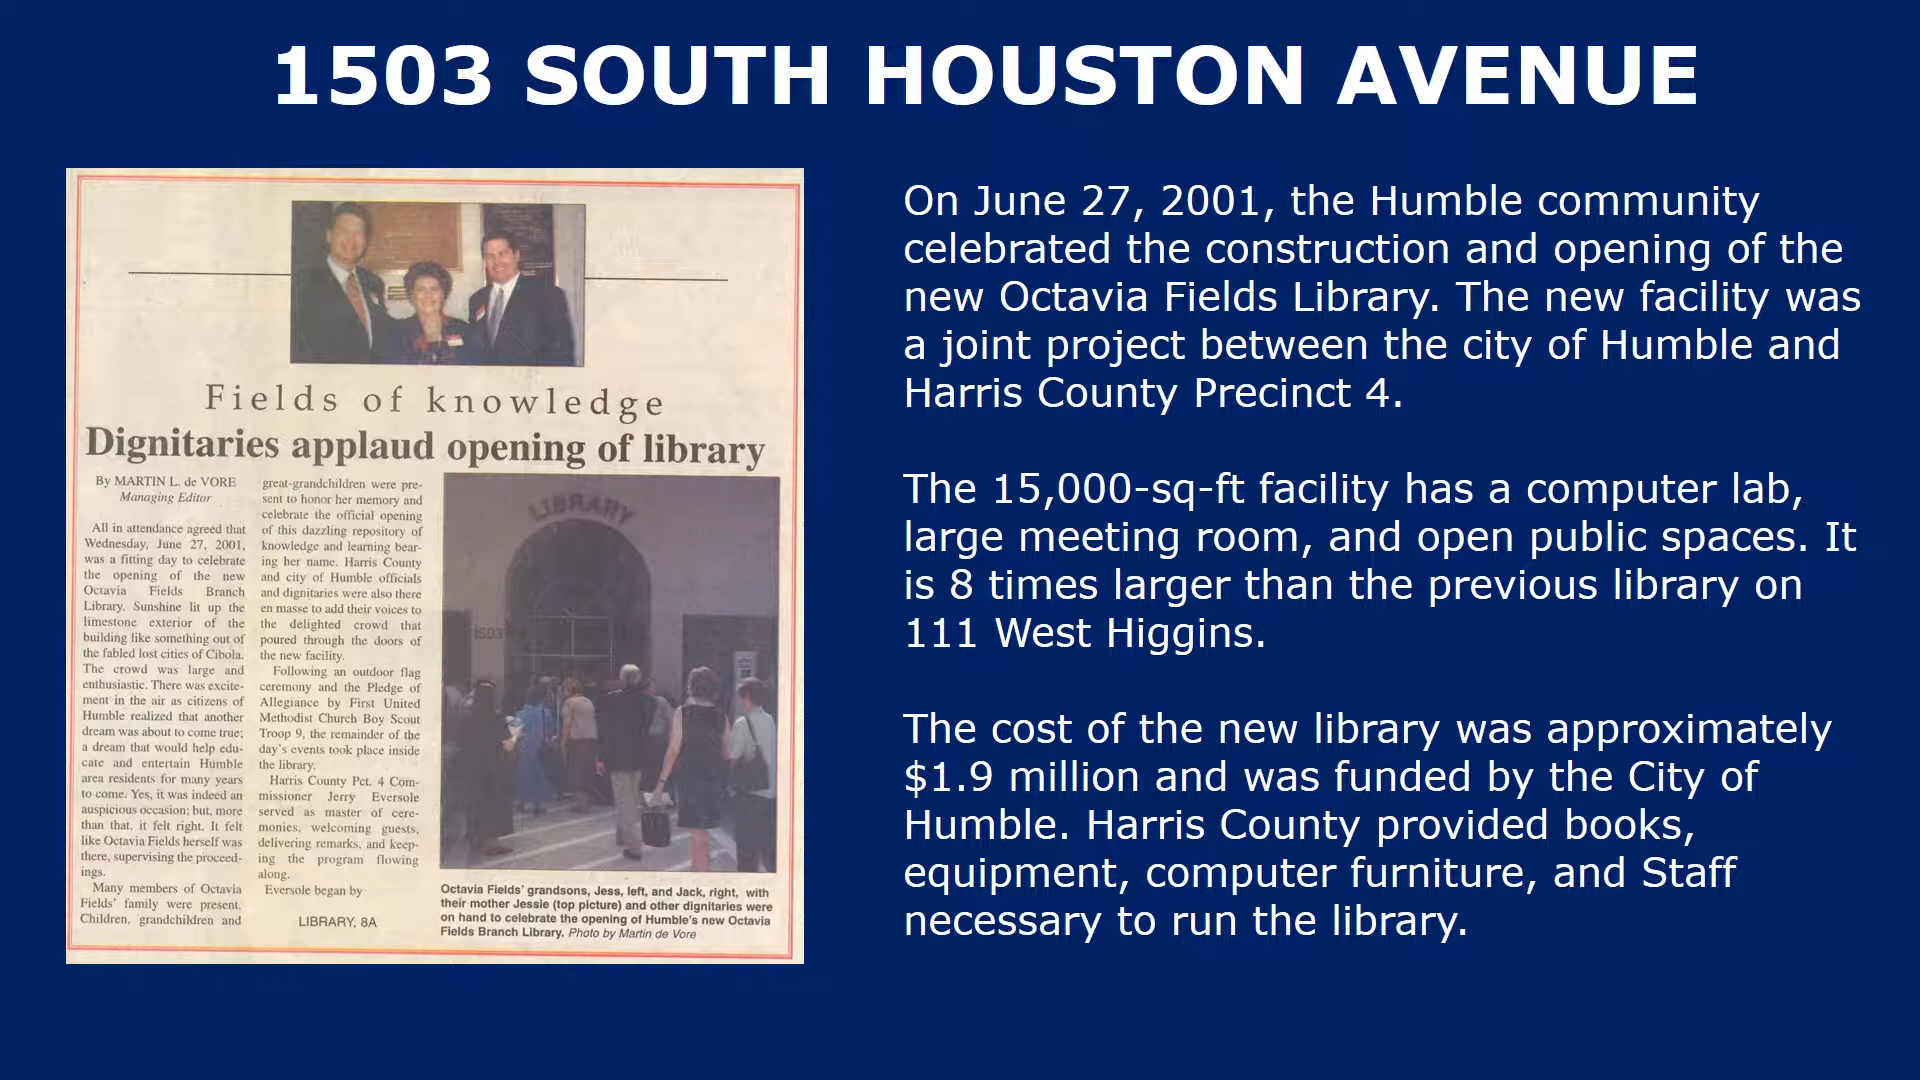 1503 SOUTH HOUSTON AVENUE
Fields of knowledge
Dignitaries applaud opening of library
By MARTIN L. de VORE
Managing Editor
All in attendance agreed that
Wednesday, June 27, 2001,
was a fitting day to celebrate
the opening of the new
Octavia Fields Branch
Library. Sunshine lit up the
limestone exterior of the
building like something out of
the fabled lost cities of Cibola.
The crowd was large and
enthusiastic. There was excite-
ment in the air as citizens of
Humble realized that another
dream was about to come true;
a dream that would help edu-
cate and entertain Humble
area residents for many years
to come. Yes, it was indeed an
auspicious occasion; but, more
than that, it felt right. It felt
like Octavia Fields herself was
there, supervising the proceed-
ings.
Many members of Octavia
Fields' family were present.
Children, grandchildren and
great-grandchildren were pre-
sent to honor her memory and
celebrate the official opening
of this dazzling repository of
knowledge and learning bear-
ing her name. Harris County
and city of Humble officials
and dignitaries were also there
en masse to add their voices to
the delighted crowd that
poured through the doors of
the new facility.
Following an outdoor flag
ceremony and the Pledge of
Allegiance by First United
Methodist Church Boy Scout
Troop 9, the remainder of the
day's events took place inside
the library.
Harris County Pct. 4 Com-
missioner Jerry Eversole
served as master of cere-
monies, welcoming guests,
delivering remarks, and keep-
ing the program flowing
along.
Eversole began by
LIBRARY, 8A
LIBRARY
1503
Octavia Fields' grandsons, Jess, left, and Jack, right, with
their mother Jessie (top picture) and other dignitaries were
on hand to celebrate the opening of Humble's new Octavia
Fields Branch Library. Photo by Martin de Vore
On June 27, 2001, the Humble community
celebrated the construction and opening of the
new Octavia Fields Library. The new facility was
a joint project between the city of Humble and
Harris County Precinct 4.
The 15,000-sq-ft facility has a computer lab,
large meeting room, and open public spaces. It
is 8 times larger than the previous library on
111 West Higgins.
The cost of the new library was approximately
$1.9 million and was funded by the City of
Humble. Harris County provided books,
equipment, computer furniture, and Staff
necessary to run the library.